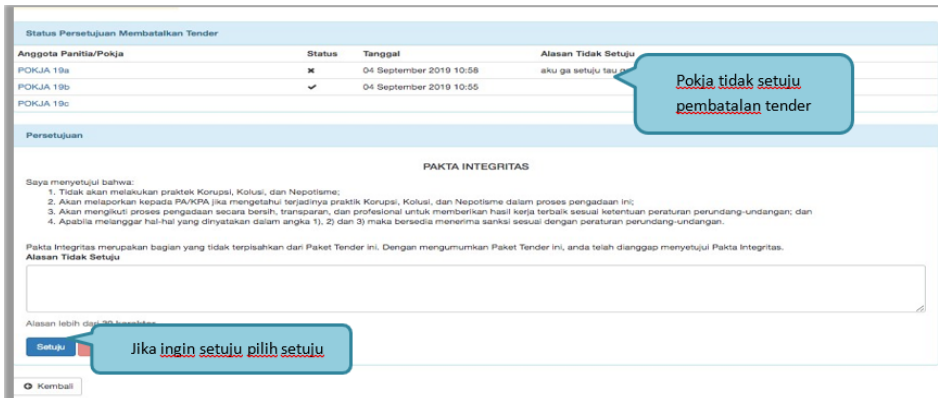 Status Persetujuan Membatalkan Tender
Anggota Panitia/Pokja Status Tanggal Alasan Tidak Setuju
POKJA 19a ✖ 04 September 2019 10:58 aku ga setuju tau
POKJA 19b ✔ 04 September 2019 10:55
POKJA 19c
Pokja tidak setuju
pembatalan tender
Persetujuan
PAKTA INTEGRITAS
Saya menyetujui bahwa:
1. Tidak akan melakukan praktek Korupsi, Kolusi, dan Nepotisme;
2. Akan melaporkan kepada PA/KPA jika mengetahui terjadinya praktik Korupsi, Kolusi, dan Nepotisme dalam proses pengadaan ini;
3. Akan mengikuti proses pengadaan secara bersih, transparan, dan profesional untuk memberikan hasil kerja terbaik sesuai ketentuan peraturan perundang-undangan; dan
4. Apabila melanggar hal-hal yang dinyatakan dalam angka 1), 2) dan 3) maka bersedia menerima sanksi sesuai dengan peraturan perundang-undangan.
Pakta Integritas merupakan bagian yang tidak terpisahkan dari Paket Tender ini. Dengan mengumumkan Paket Tender ini, anda telah dianggap menyetujui Pakta Integritas.
Alasan Tidak Setuju
Alasan lebih dari 30 karakter
Setuju
Jika ingin setuju pilih setuju
Kembali